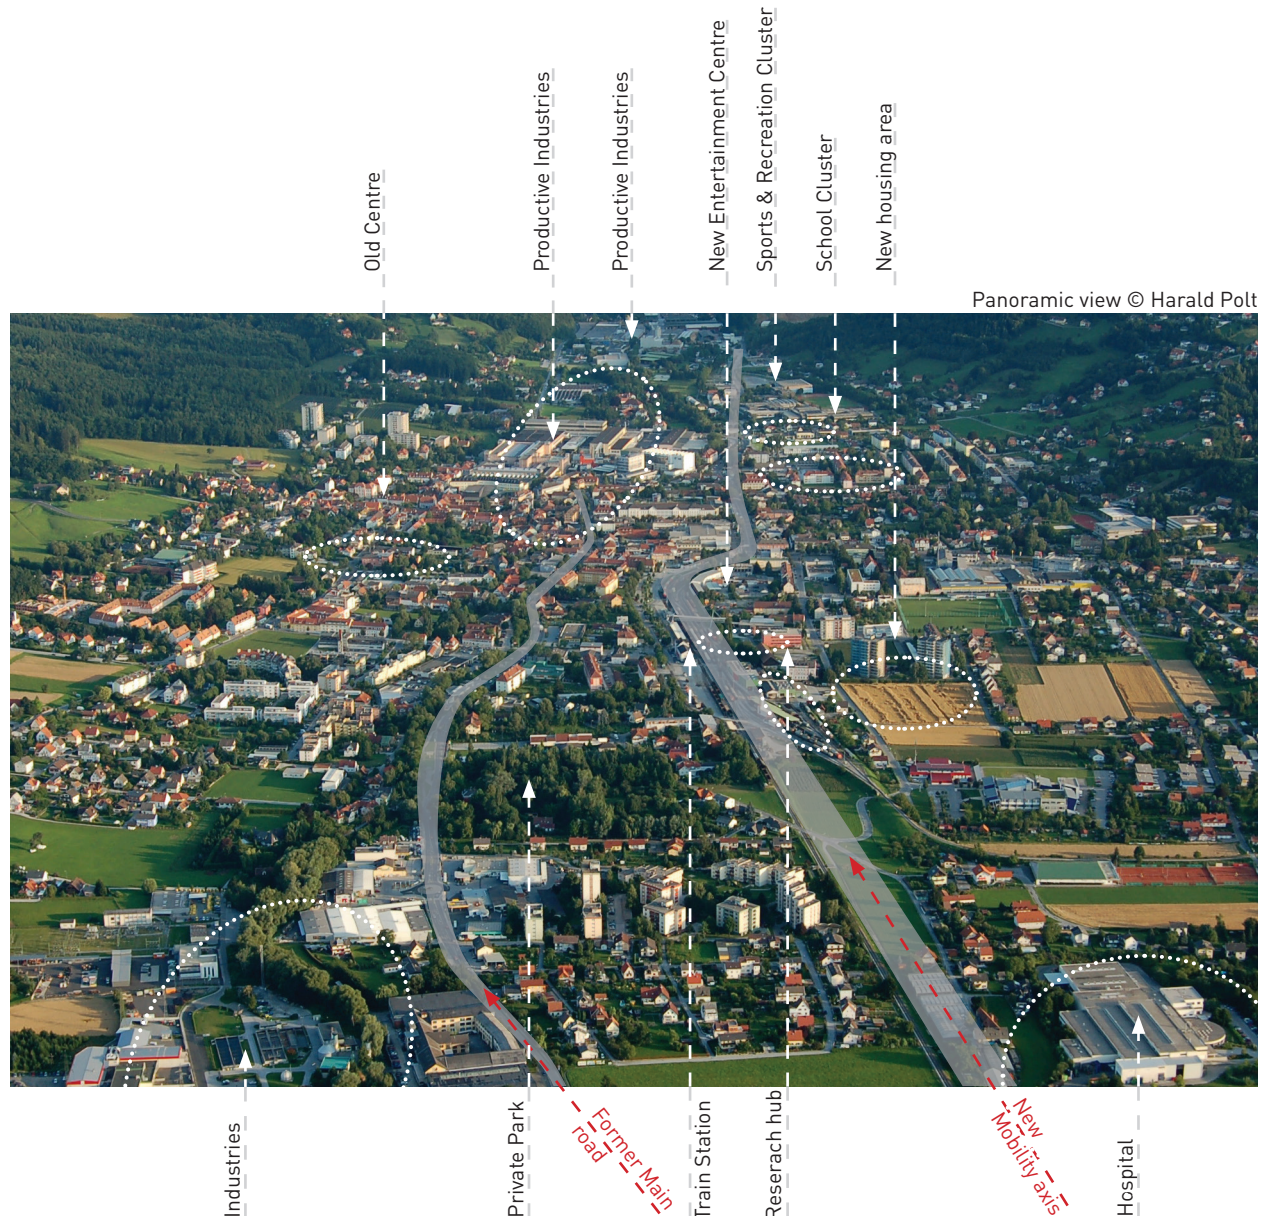 Old Centre
Productive Industries
Productive Industries
New Entertainment Centre
Sports & Recreation Cluster
School Cluster
New housing area
Panoramic view © Harald Polt
Industries
Private Park
Former Main
road
Train Station
Reserach hub
New
Mobility axis
Hospital